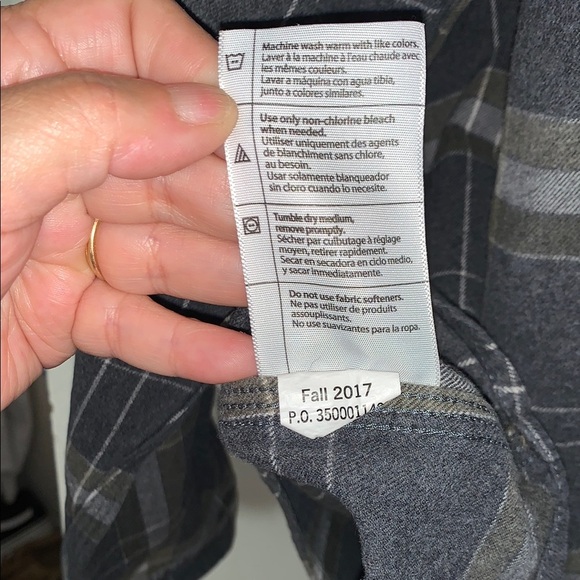 Machine wash warm with like colors.
Laver à la machine à l'eau chaude avec
les mêmes couleurs.
Lavar a máquina con agua tibia,
junto a colores similares.
Use only non-chlorine bleach
when needed.
Utiliser uniquement des agents
de blanchiment sans chlore,
au besoin.
Usar solamente blanqueador
sin cloro cuando lo necesite.
Tumble dry medium,
remove promptly.
Sécher par culbutage à réglage
moyen, retirer rapidement.
Secar en secadora en ciclo medio,
y sacar inmediatamente.
Do not use fabric softeners.
Ne pas utiliser de produits
assouplissants.
No use suavizantes para la ropa.
Fall 2017
P.O.